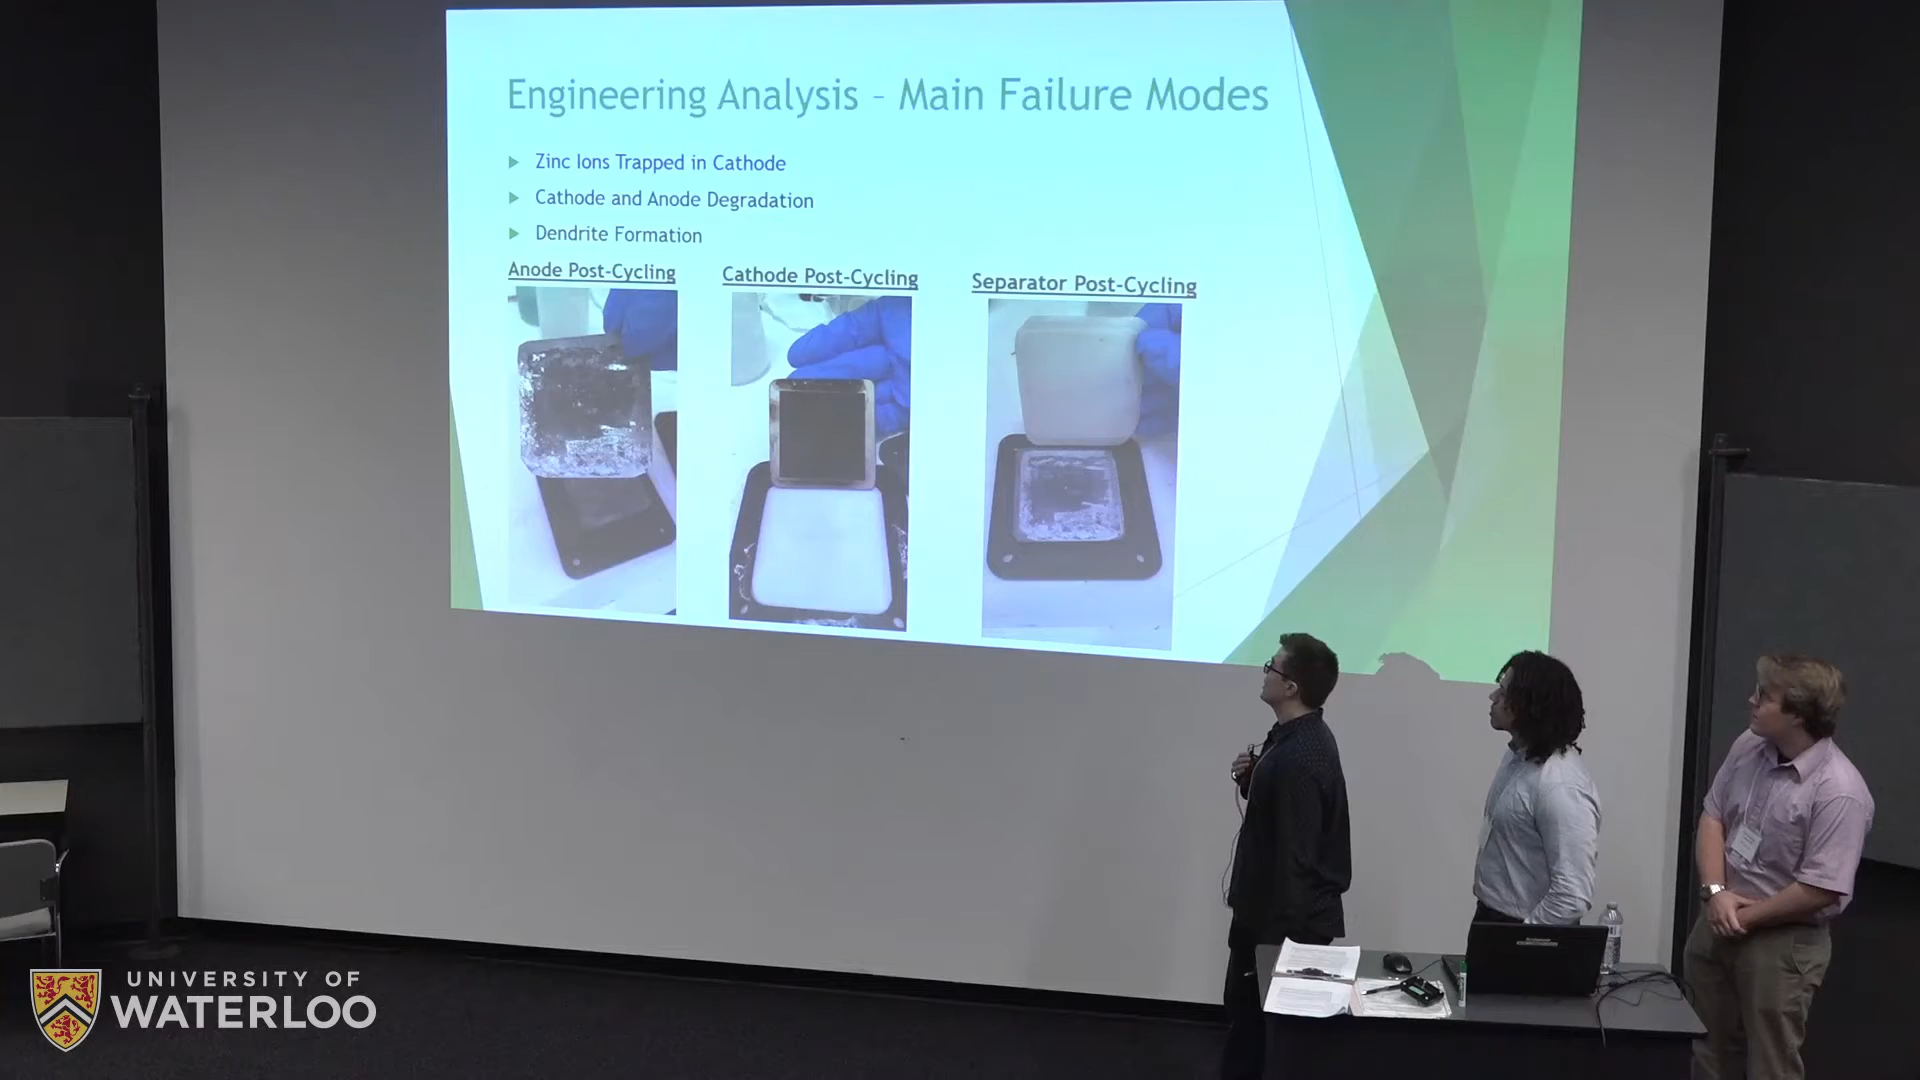 Engineering Analysis – Main Failure Modes
Zinc Ions Trapped in Cathode
Cathode and Anode Degradation
Dendrite Formation
Anode Post-Cycling
Cathode Post-Cycling
Separator Post-Cycling
UNIVERSITY OF
WATERLOO